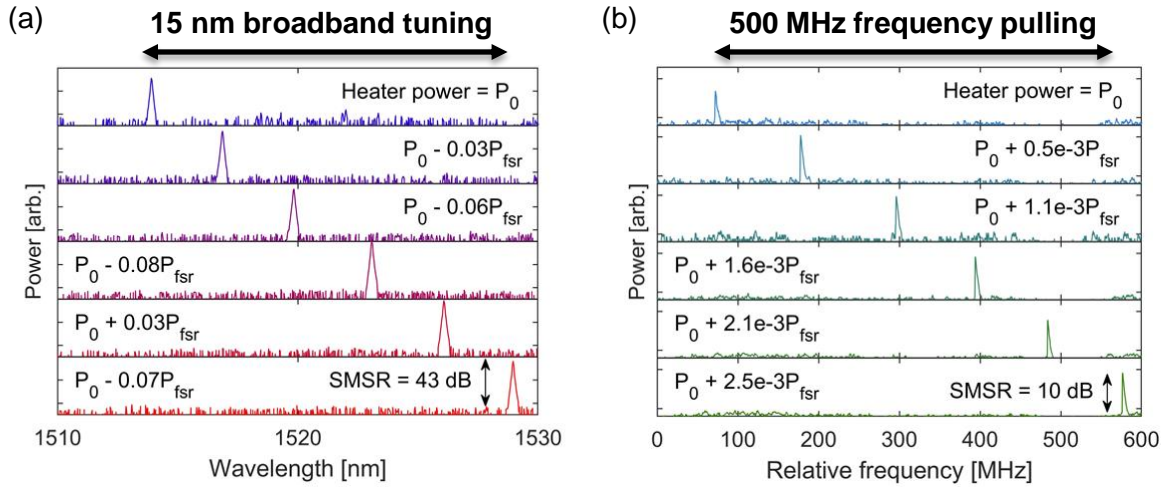 (a)
15 nm broadband tuning
Heater power = P0
P0 - 0.03Pfsr
P0 - 0.06Pfsr
P0 - 0.08Pfsr
P0 + 0.03Pfsr
P0 - 0.07Pfsr
SMSR = 43 dB
Power [arb.]
1510
1520
1530
Wavelength [nm]
(b)
500 MHz frequency pulling
Heater power = P0
P0 + 0.5e-3Pfsr
P0 + 1.1e-3Pfsr
P0 + 1.6e-3Pfsr
P0 + 2.1e-3Pfsr
P0 + 2.5e-3Pfsr
SMSR = 10 dB
Power [arb.]
0
100
200
300
400
500
600
Relative frequency [MHz]